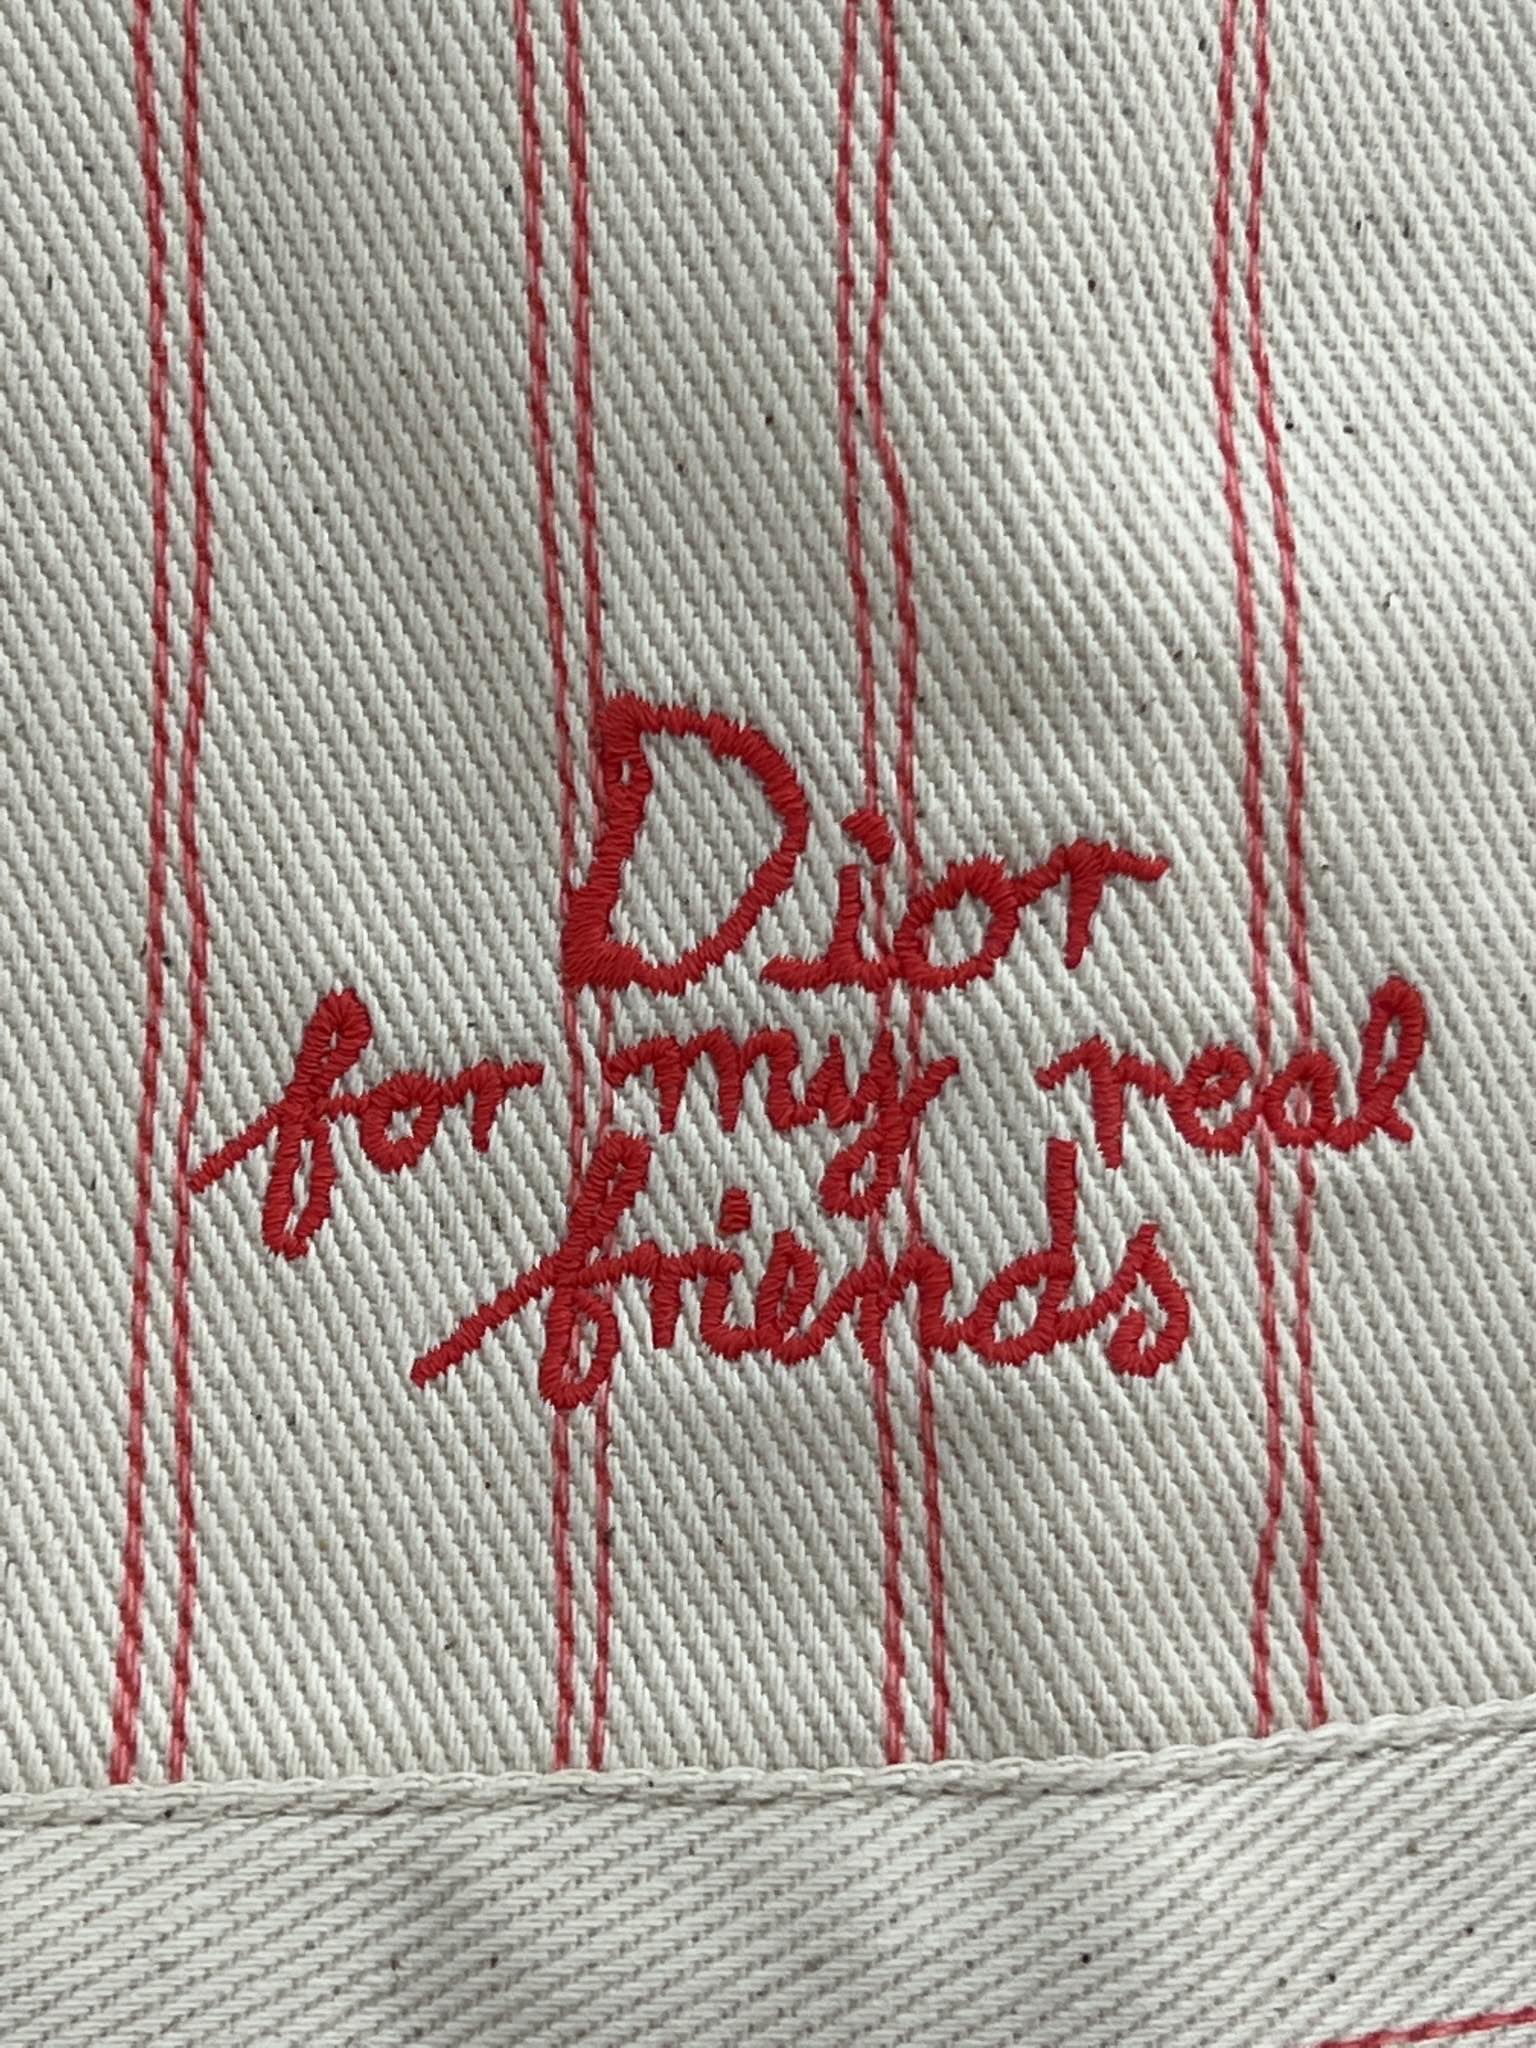 Dior
for my real
friends